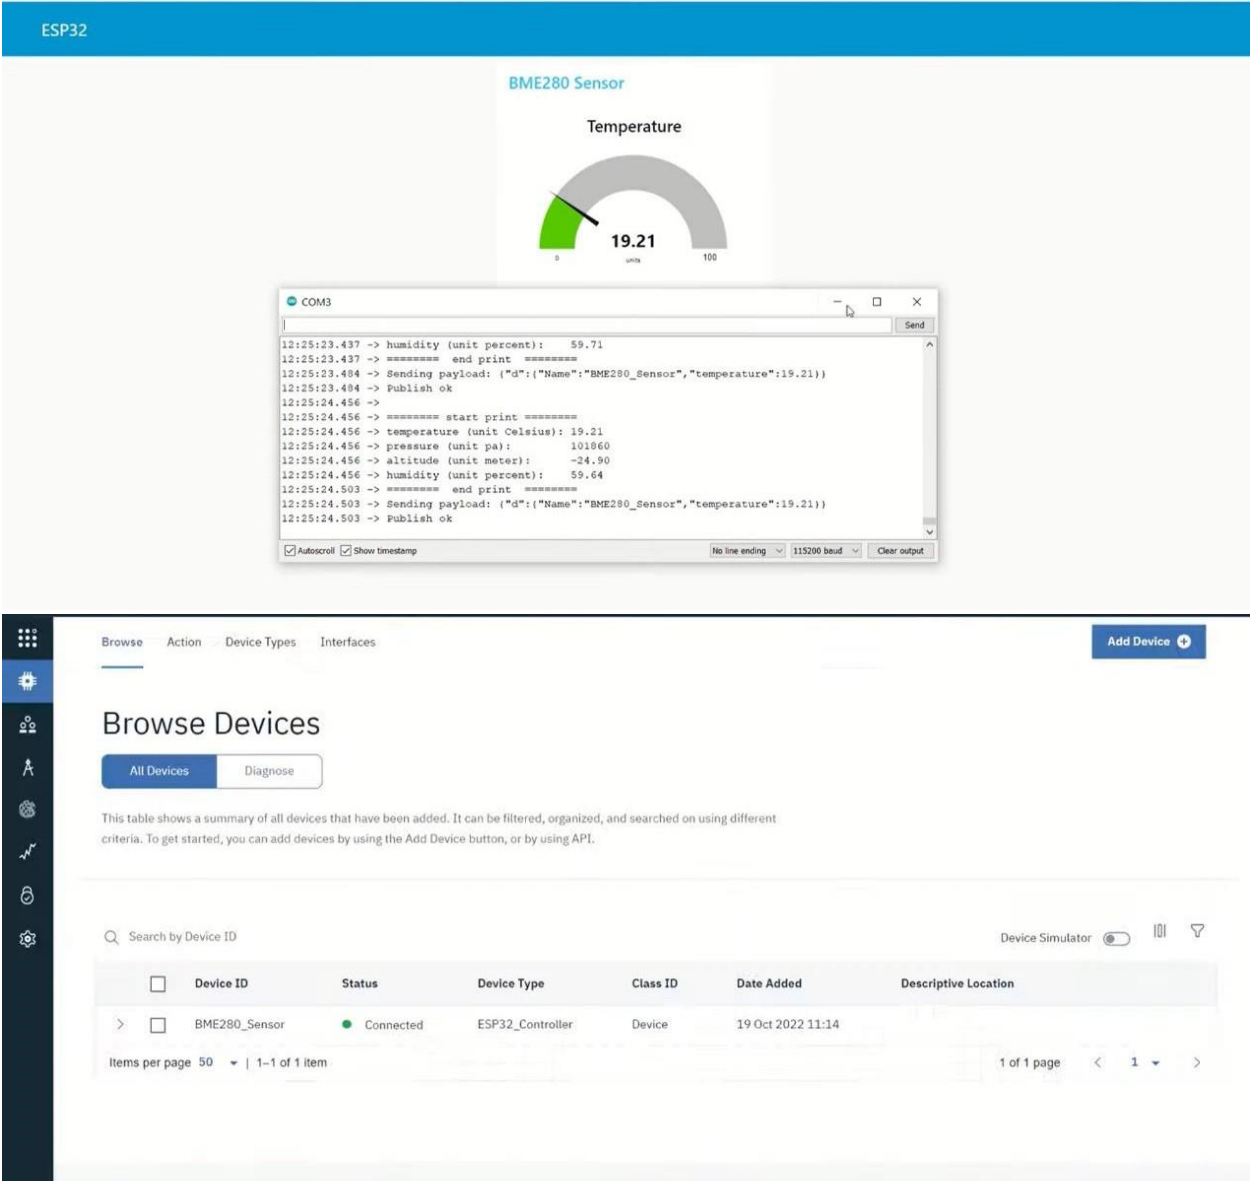 ESP32
BME280 Sensor
Temperature
19.21
0
units
100
COM3
Send
12:25:23.437 -> humidity (unit percent): 59.71
12:25:23.437 -> ======== end print ========
12:25:23.484 -> Sending payload: {"d":{"Name":"BME280_Sensor","temperature":19.21}}
12:25:23.484 -> Publish ok
12:25:24.456 ->
12:25:24.456 -> ======== start print ========
12:25:24.456 -> temperature (unit Celsius): 19.21
12:25:24.456 -> pressure (unit pa): 101860
12:25:24.456 -> altitude (unit meter): -24.90
12:25:24.456 -> humidity (unit percent): 59.64
12:25:24.503 -> ======== end print ========
12:25:24.503 -> Sending payload: {"d":{"Name":"BME280_Sensor","temperature":19.21}}
12:25:24.503 -> Publish ok
Autoscroll Show timestamp No line ending 115200 baud Clear output
Browse Action Device Types Interfaces Add Device
Browse Devices
All Devices Diagnose
This table shows a summary of all devices that have been added. It can be filtered, organized, and searched on using different
criteria. To get started, you can add devices by using the Add Device button, or by using API.
Search by Device ID Device Simulator
Device ID Status Device Type Class ID Date Added Descriptive Location
BME280_Sensor Connected ESP32_Controller Device 19 Oct 2022 11:14
Items per page 50 | 1–1 of 1 item 1 of 1 page < 1 >